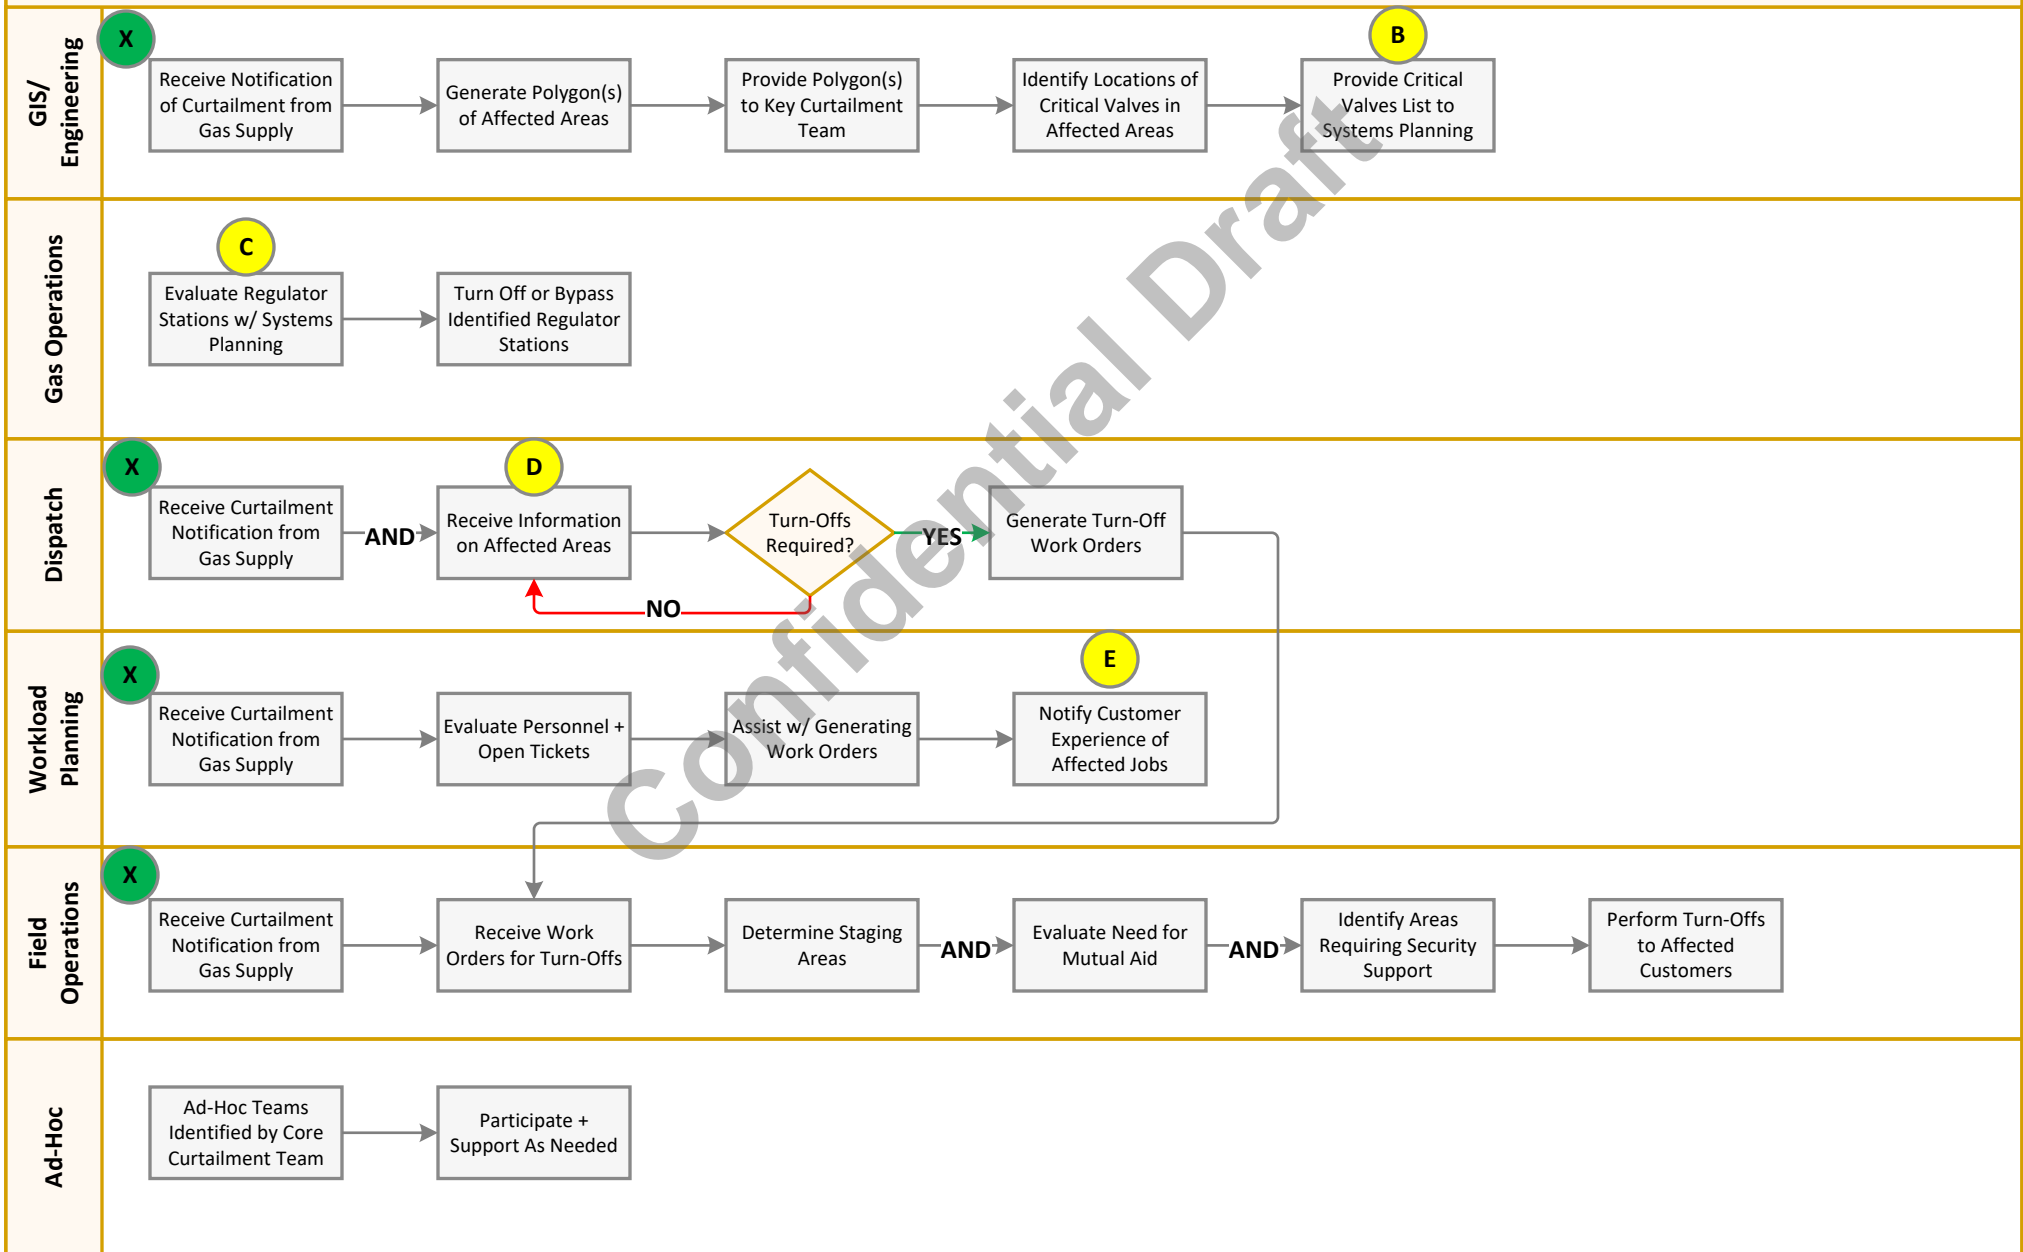 GIS/
Engineering
X
Receive Notification
of Curtailment from
Gas Supply
Generate Polygon(s)
of Affected Areas
Provide Polygon(s)
to Key Curtailment
Team
Identify Locations of
Critical Valves in
Affected Areas
B
Provide Critical
Valves List to
Systems Planning
Gas Operations
C
Evaluate Regulator
Stations w/ Systems
Planning
Turn Off or Bypass
Identified Regulator
Stations
Dispatch
X
Receive Curtailment
Notification from
Gas Supply
AND
D
Receive Information
on Affected Areas
Turn-Offs
Required?
YES
NO
Generate Turn-Off
Work Orders
Workload
Planning
X
Receive Curtailment
Notification from
Gas Supply
Evaluate Personnel +
Open Tickets
Assist w/ Generating
Work Orders
E
Notify Customer
Experience of
Affected Jobs
Field
Operations
X
Receive Curtailment
Notification from
Gas Supply
Receive Work
Orders for Turn-Offs
Determine Staging
Areas
AND
Evaluate Need for
Mutual Aid
AND
Identify Areas
Requiring Security
Support
Perform Turn-Offs
to Affected
Customers
Ad-Hoc
Ad-Hoc Teams
Identified by Core
Curtailment Team
Participate +
Support As Needed
Confidential Draft